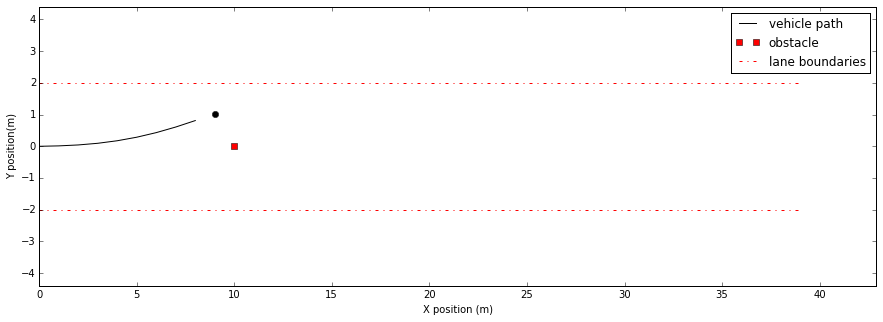 4
3
2
1
0
−1
−2
−3
−4
Y position(m)
0 5 10 15 20 25 30 35 40
X position (m)
vehicle path
obstacle
lane boundaries